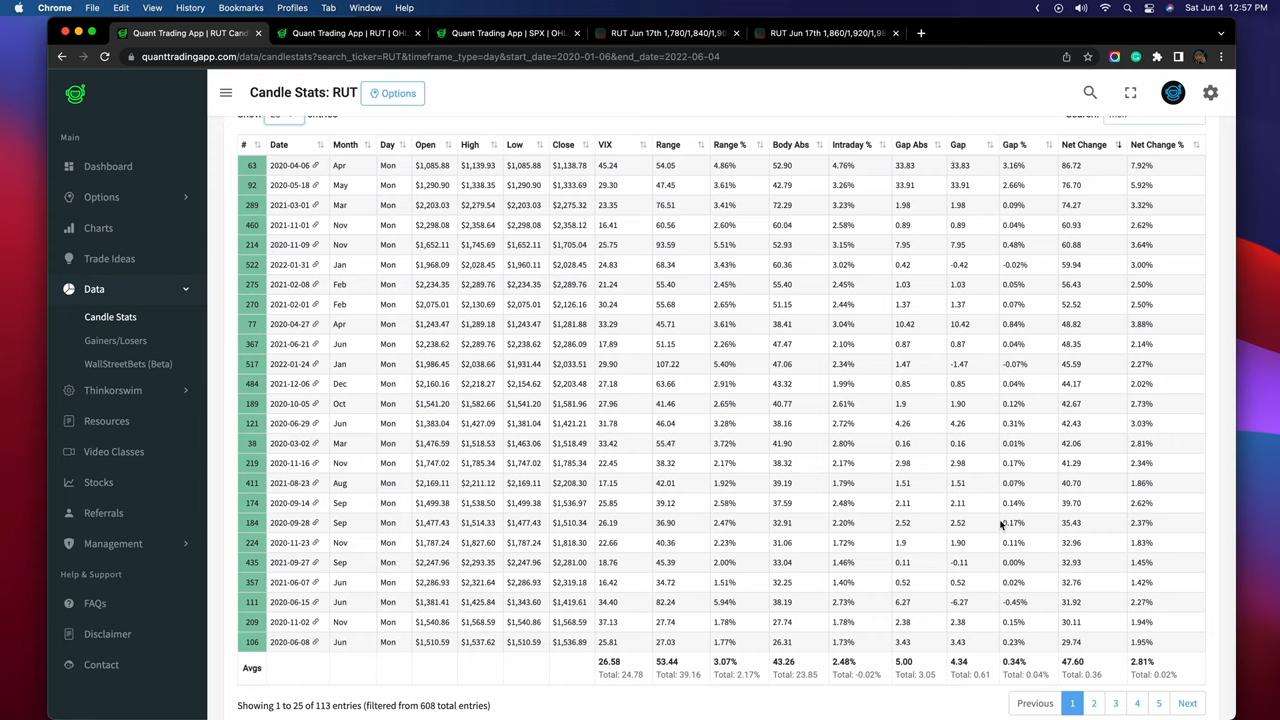 Chrome File Edit View History Bookmarks Profiles Tab Window Help Sat Jun 4 12:57 PM
Quant Trading App | RUT Can Quant Trading App | RUT | OHL Quant Trading App | SPX | OHL RUT Jun 17th 1,780/1,840/1,90 RUT Jun 17th 1,860/1,920/1,98
quanttradingapp.com/data/candlestats?search_ticker=RUT&timeframe_type=day&start_date=2020-01-06&end_date=2022-06-04
Candle Stats: RUT Options
Main
Dashboard
Options
Charts
Trade Ideas
Data
Candle Stats
Gainers/Losers
WallStreetBets (Beta)
Thinkorswim
Resources
Video Classes
Stocks
Referrals
Management
Help & Support
FAQs
Disclaimer
Contact
# Date Month Day Open High Low Close VIX Range Range % Body Abs Intraday % Gap Abs Gap Gap % Net Change Net Change %
63 2020-04-06 Apr Mon $1,085.88 $1,139.93 $1,085.88 $1,138.78 45.24 54.05 4.86% 52.90 4.76% 33.83 33.83 3.16% 86.72 7.92%
92 2020-05-18 May Mon $1,290.90 $1,338.35 $1,290.90 $1,333.69 29.30 47.45 3.61% 42.79 3.26% 33.91 33.91 2.66% 76.70 5.92%
289 2021-03-01 Mar Mon $2,203.03 $2,279.54 $2,203.03 $2,275.32 23.35 76.51 3.41% 72.29 3.23% 1.98 1.98 0.09% 74.27 3.32%
460 2021-11-01 Nov Mon $2,298.08 $2,358.64 $2,298.08 $2,358.12 16.41 60.56 2.60% 60.04 2.58% 0.89 0.89 0.04% 60.93 2.62%
214 2020-11-09 Nov Mon $1,652.11 $1,745.69 $1,652.11 $1,705.04 25.75 93.59 5.51% 52.93 3.15% 7.95 7.95 0.48% 60.88 3.64%
522 2022-01-31 Jan Mon $1,968.09 $2,028.45 $1,960.11 $2,028.45 24.83 68.34 3.43% 60.36 3.02% 0.42 -0.42 -0.02% 59.94 3.00%
275 2021-02-08 Feb Mon $2,234.35 $2,289.76 $2,234.35 $2,289.76 21.24 55.40 2.45% 55.40 2.45% 1.03 1.03 0.05% 56.43 2.50%
270 2021-02-01 Feb Mon $2,075.01 $2,130.69 $2,075.01 $2,126.16 30.24 55.68 2.65% 51.15 2.44% 1.37 1.37 0.07% 52.52 2.50%
77 2020-04-27 Apr Mon $1,243.47 $1,289.18 $1,243.47 $1,281.88 33.29 45.71 3.61% 38.41 3.04% 10.42 10.42 0.84% 48.82 3.88%
367 2021-06-21 Jun Mon $2,238.62 $2,289.76 $2,238.62 $2,286.09 17.89 51.15 2.26% 47.47 2.10% 0.87 0.87 0.04% 48.35 2.14%
517 2022-01-24 Jan Mon $1,986.45 $2,038.66 $1,931.44 $2,033.51 29.90 107.22 5.40% 47.06 2.34% 1.47 -1.47 -0.07% 45.59 2.27%
484 2021-12-06 Dec Mon $2,160.16 $2,218.27 $2,154.62 $2,203.48 27.18 63.66 2.91% 43.32 1.99% 0.85 0.85 0.04% 44.17 2.02%
189 2020-10-05 Oct Mon $1,541.20 $1,582.66 $1,541.20 $1,581.96 27.96 41.46 2.65% 40.77 2.61% 1.9 1.90 0.12% 42.67 2.73%
121 2020-06-29 Jun Mon $1,383.04 $1,427.09 $1,381.04 $1,421.21 31.78 46.04 3.28% 38.16 2.72% 4.26 4.26 0.31% 42.43 3.03%
38 2020-03-02 Mar Mon $1,476.59 $1,518.53 $1,463.06 $1,518.49 33.42 55.47 3.72% 41.90 2.80% 0.16 0.16 0.01% 42.06 2.81%
219 2020-11-16 Nov Mon $1,747.02 $1,785.34 $1,747.02 $1,785.34 22.45 38.32 2.17% 38.32 2.17% 2.98 2.98 0.17% 41.29 2.34%
411 2021-08-23 Aug Mon $2,169.11 $2,211.12 $2,169.11 $2,208.30 17.15 42.01 1.92% 39.19 1.79% 1.51 1.51 0.07% 40.70 1.86%
174 2020-09-14 Sep Mon $1,499.38 $1,538.50 $1,499.38 $1,536.97 25.85 39.12 2.58% 37.59 2.48% 2.11 2.11 0.14% 39.70 2.62%
184 2020-09-28 Sep Mon $1,477.43 $1,514.33 $1,477.43 $1,510.34 26.19 36.90 2.47% 32.91 2.20% 2.52 2.52 0.17% 35.43 2.37%
224 2020-11-23 Nov Mon $1,787.24 $1,827.60 $1,787.24 $1,818.30 22.66 40.36 2.23% 31.06 1.72% 1.9 1.90 0.11% 32.96 1.83%
435 2021-09-27 Sep Mon $2,247.96 $2,293.35 $2,247.96 $2,281.00 18.76 45.39 2.00% 33.04 1.46% 0.11 -0.11 0.00% 32.93 1.45%
357 2021-06-07 Jun Mon $2,286.93 $2,321.64 $2,286.93 $2,319.18 16.42 34.72 1.51% 32.25 1.40% 0.52 0.52 0.02% 32.76 1.42%
111 2020-06-15 Jun Mon $1,381.41 $1,425.84 $1,343.60 $1,419.61 34.40 82.24 5.94% 38.19 2.73% 6.27 -6.27 -0.45% 31.92 2.27%
209 2020-11-02 Nov Mon $1,540.86 $1,568.59 $1,540.86 $1,568.59 37.13 27.74 1.78% 27.74 1.78% 2.38 2.38 0.15% 30.11 1.94%
106 2020-06-08 Jun Mon $1,510.59 $1,537.62 $1,510.59 $1,536.89 25.81 27.03 1.77% 26.31 1.73% 3.43 3.43 0.23% 29.74 1.95%
Avgs 26.58 53.44 3.07% 43.26 2.48% 5.00 4.34 0.34% 47.60 2.81%
Total: 24.78 Total: 39.16 Total: 2.17% Total: 23.85 Total: -0.02% Total: 3.05 Total: 0.61 Total: 0.04% Total: 0.36 Total: 0.02%
Showing 1 to 25 of 113 entries (filtered from 608 total entries) Previous 1 2 3 4 5 Next